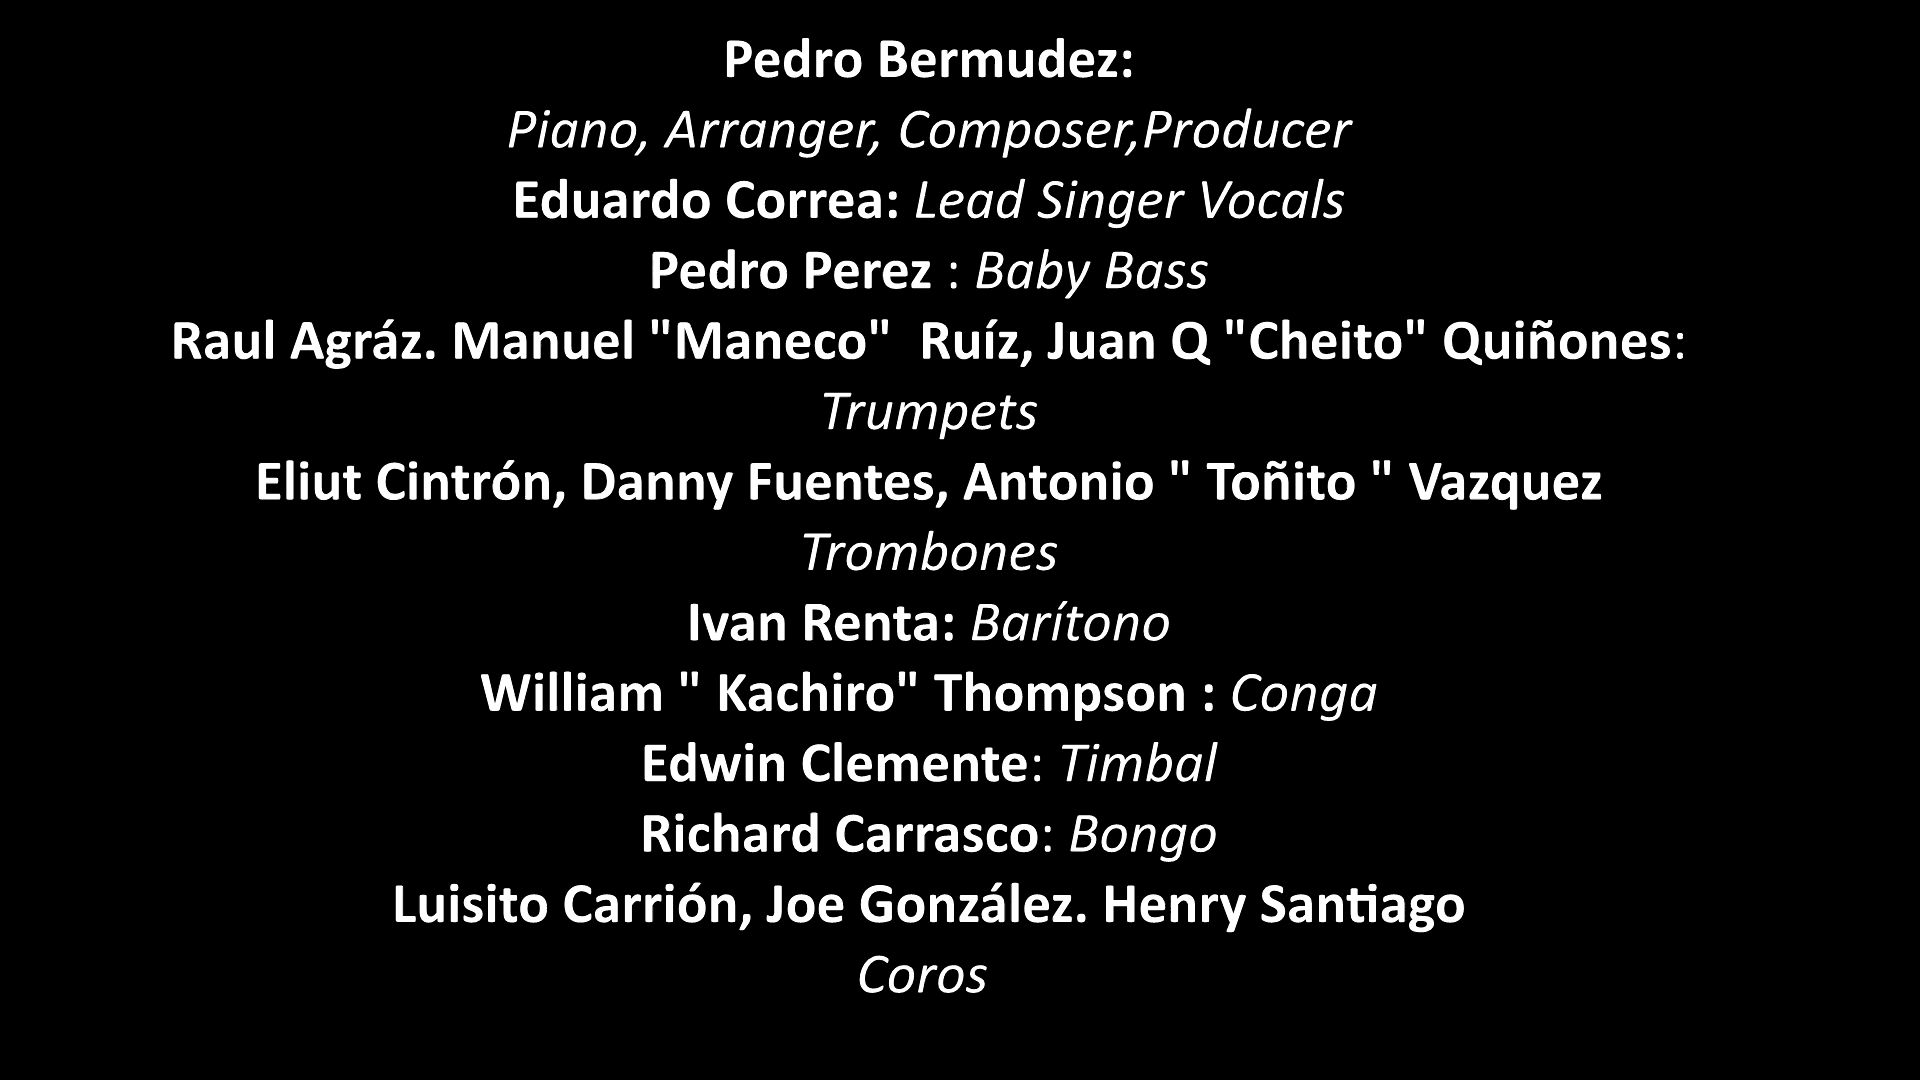 Pedro Bermudez:
Piano, Arranger, Composer,Producer
Eduardo Correa: Lead Singer Vocals
Pedro Perez : Baby Bass
Raul Agráz. Manuel "Maneco"  Ruíz, Juan Q "Cheito" Quiñones:
Trumpets
Eliut Cintrón, Danny Fuentes, Antonio " Toñito " Vazquez
Trombones
Ivan Renta: Barítono
William " Kachiro" Thompson : Conga
Edwin Clemente: Timbal
Richard Carrasco: Bongo
Luisito Carrión, Joe González. Henry Santiago
Coros